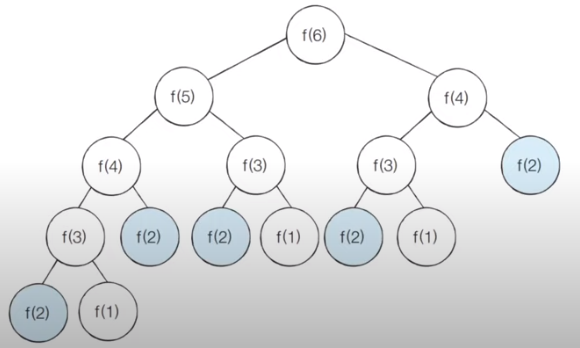 f(6)
f(5) f(4)
f(4) f(3) f(3) f(2)
f(3) f(2) f(2) f(1) f(2) f(1)
f(2) f(1)